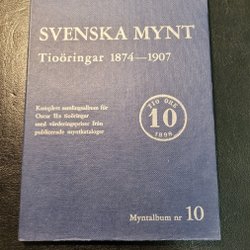 SVENSKA MYNT
Tioöringar 1874—1907
Komplett samlingsalbum för
Oscar II:s tioöringar
med värderingspriser från
publicerade myntkataloger
TIO ÖRE
10
1898
Myntalbum nr 10